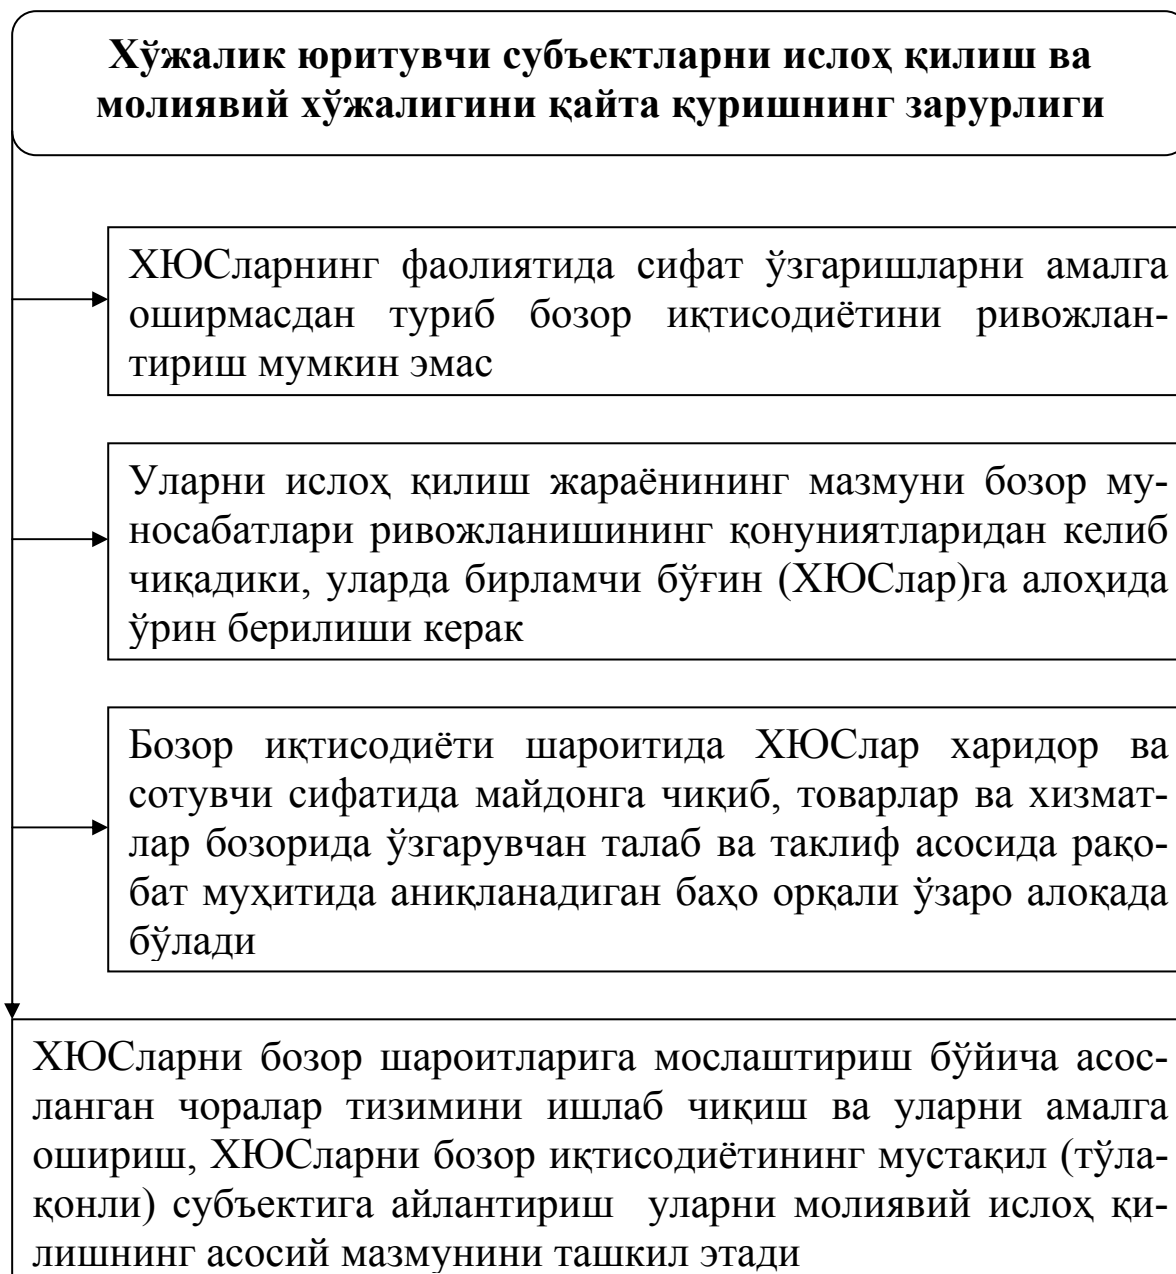 Хўжалик юритувчи субъектларни ислоҳ қилиш ва
молиявий хўжалигини қайта қуришнинг зарурлиги
ХЮСларнинг фаолиятида сифат ўзгаришларни амалга
оширмасдан туриб бозор иқтисодиётини ривожлан-
тириш мумкин эмас
Уларни ислоҳ қилиш жараёнининг мазмуни бозор му-
носабатлари ривожланишининг қонуниятларидан келиб
чиқадики, уларда бирламчи бўғин (ХЮСлар)га алоҳида
ўрин берилиши керак
Бозор иқтисодиёти шароитида ХЮСлар харидор ва
сотувчи сифатида майдонга чиқиб, товарлар ва хизмат-
лар бозорида ўзгарувчан талаб ва таклиф асосида рақо-
бат муҳитида аниқланадиган баҳо орқали ўзаро алоқада
бўлади
ХЮСларни бозор шароитларига мослаштириш бўйича асос-
ланган чоралар тизимини ишлаб чиқиш ва уларни амалга
ошириш, ХЮСларни бозор иқтисодиётининг мустақил (тўла-
қонли) субъектига айлантириш уларни молиявий ислоҳ қи-
лишнинг асосий мазмунини ташкил этади